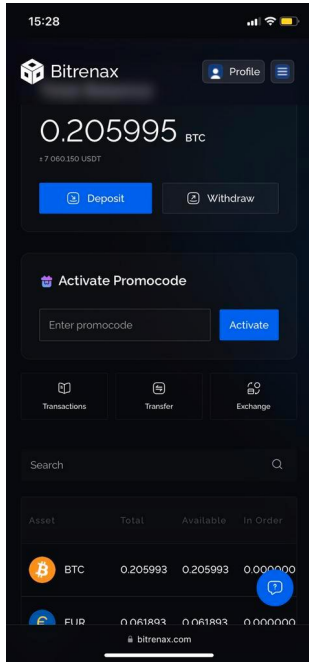 15:28
Bitrenax
Profile
0.205995 BTC
± 7 060.150 USDT
Deposit
Withdraw
Activate Promocode
Enter promocode
Activate
Transactions
Transfer
Exchange
Search
Asset Total Available In Order
BTC 0.205993 0.205993 0.000000
EUR 0.061893 0.061893 0.000000
bitrenax.com